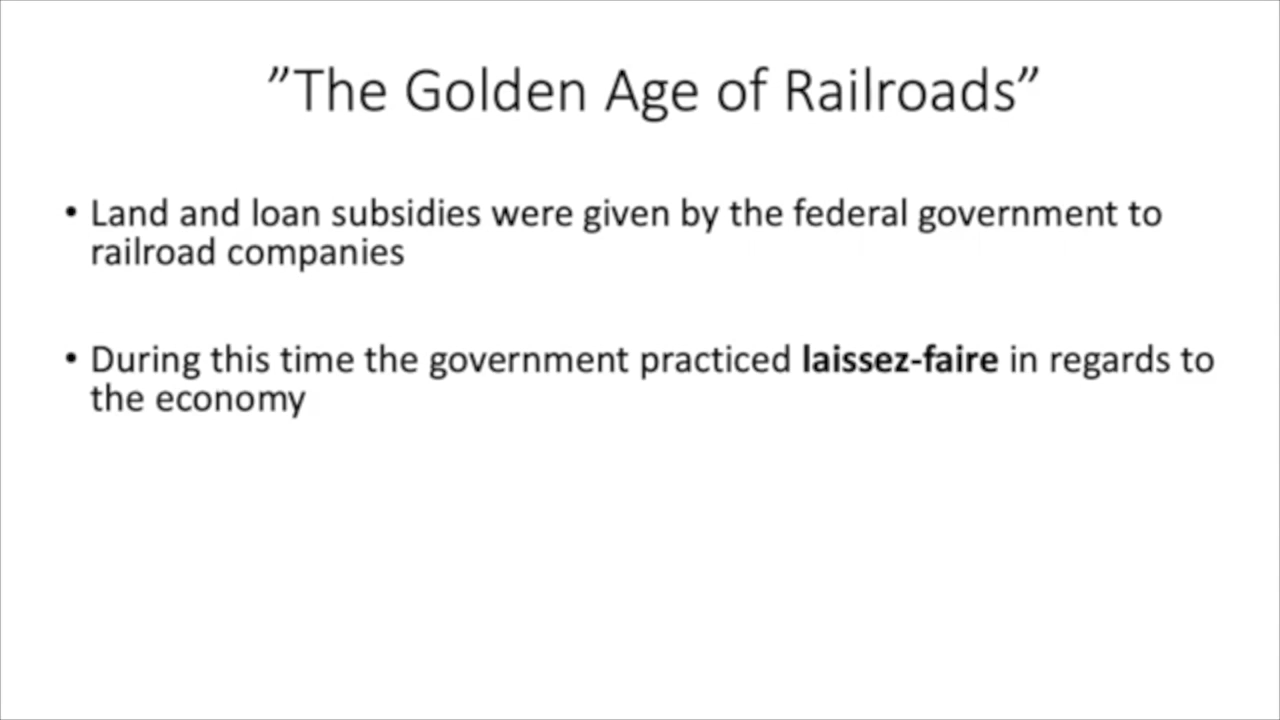 ”The Golden Age of Railroads”
• Land and loan subsidies were given by the federal government to
railroad companies
• During this time the government practiced laissez-faire in regards to
the economy